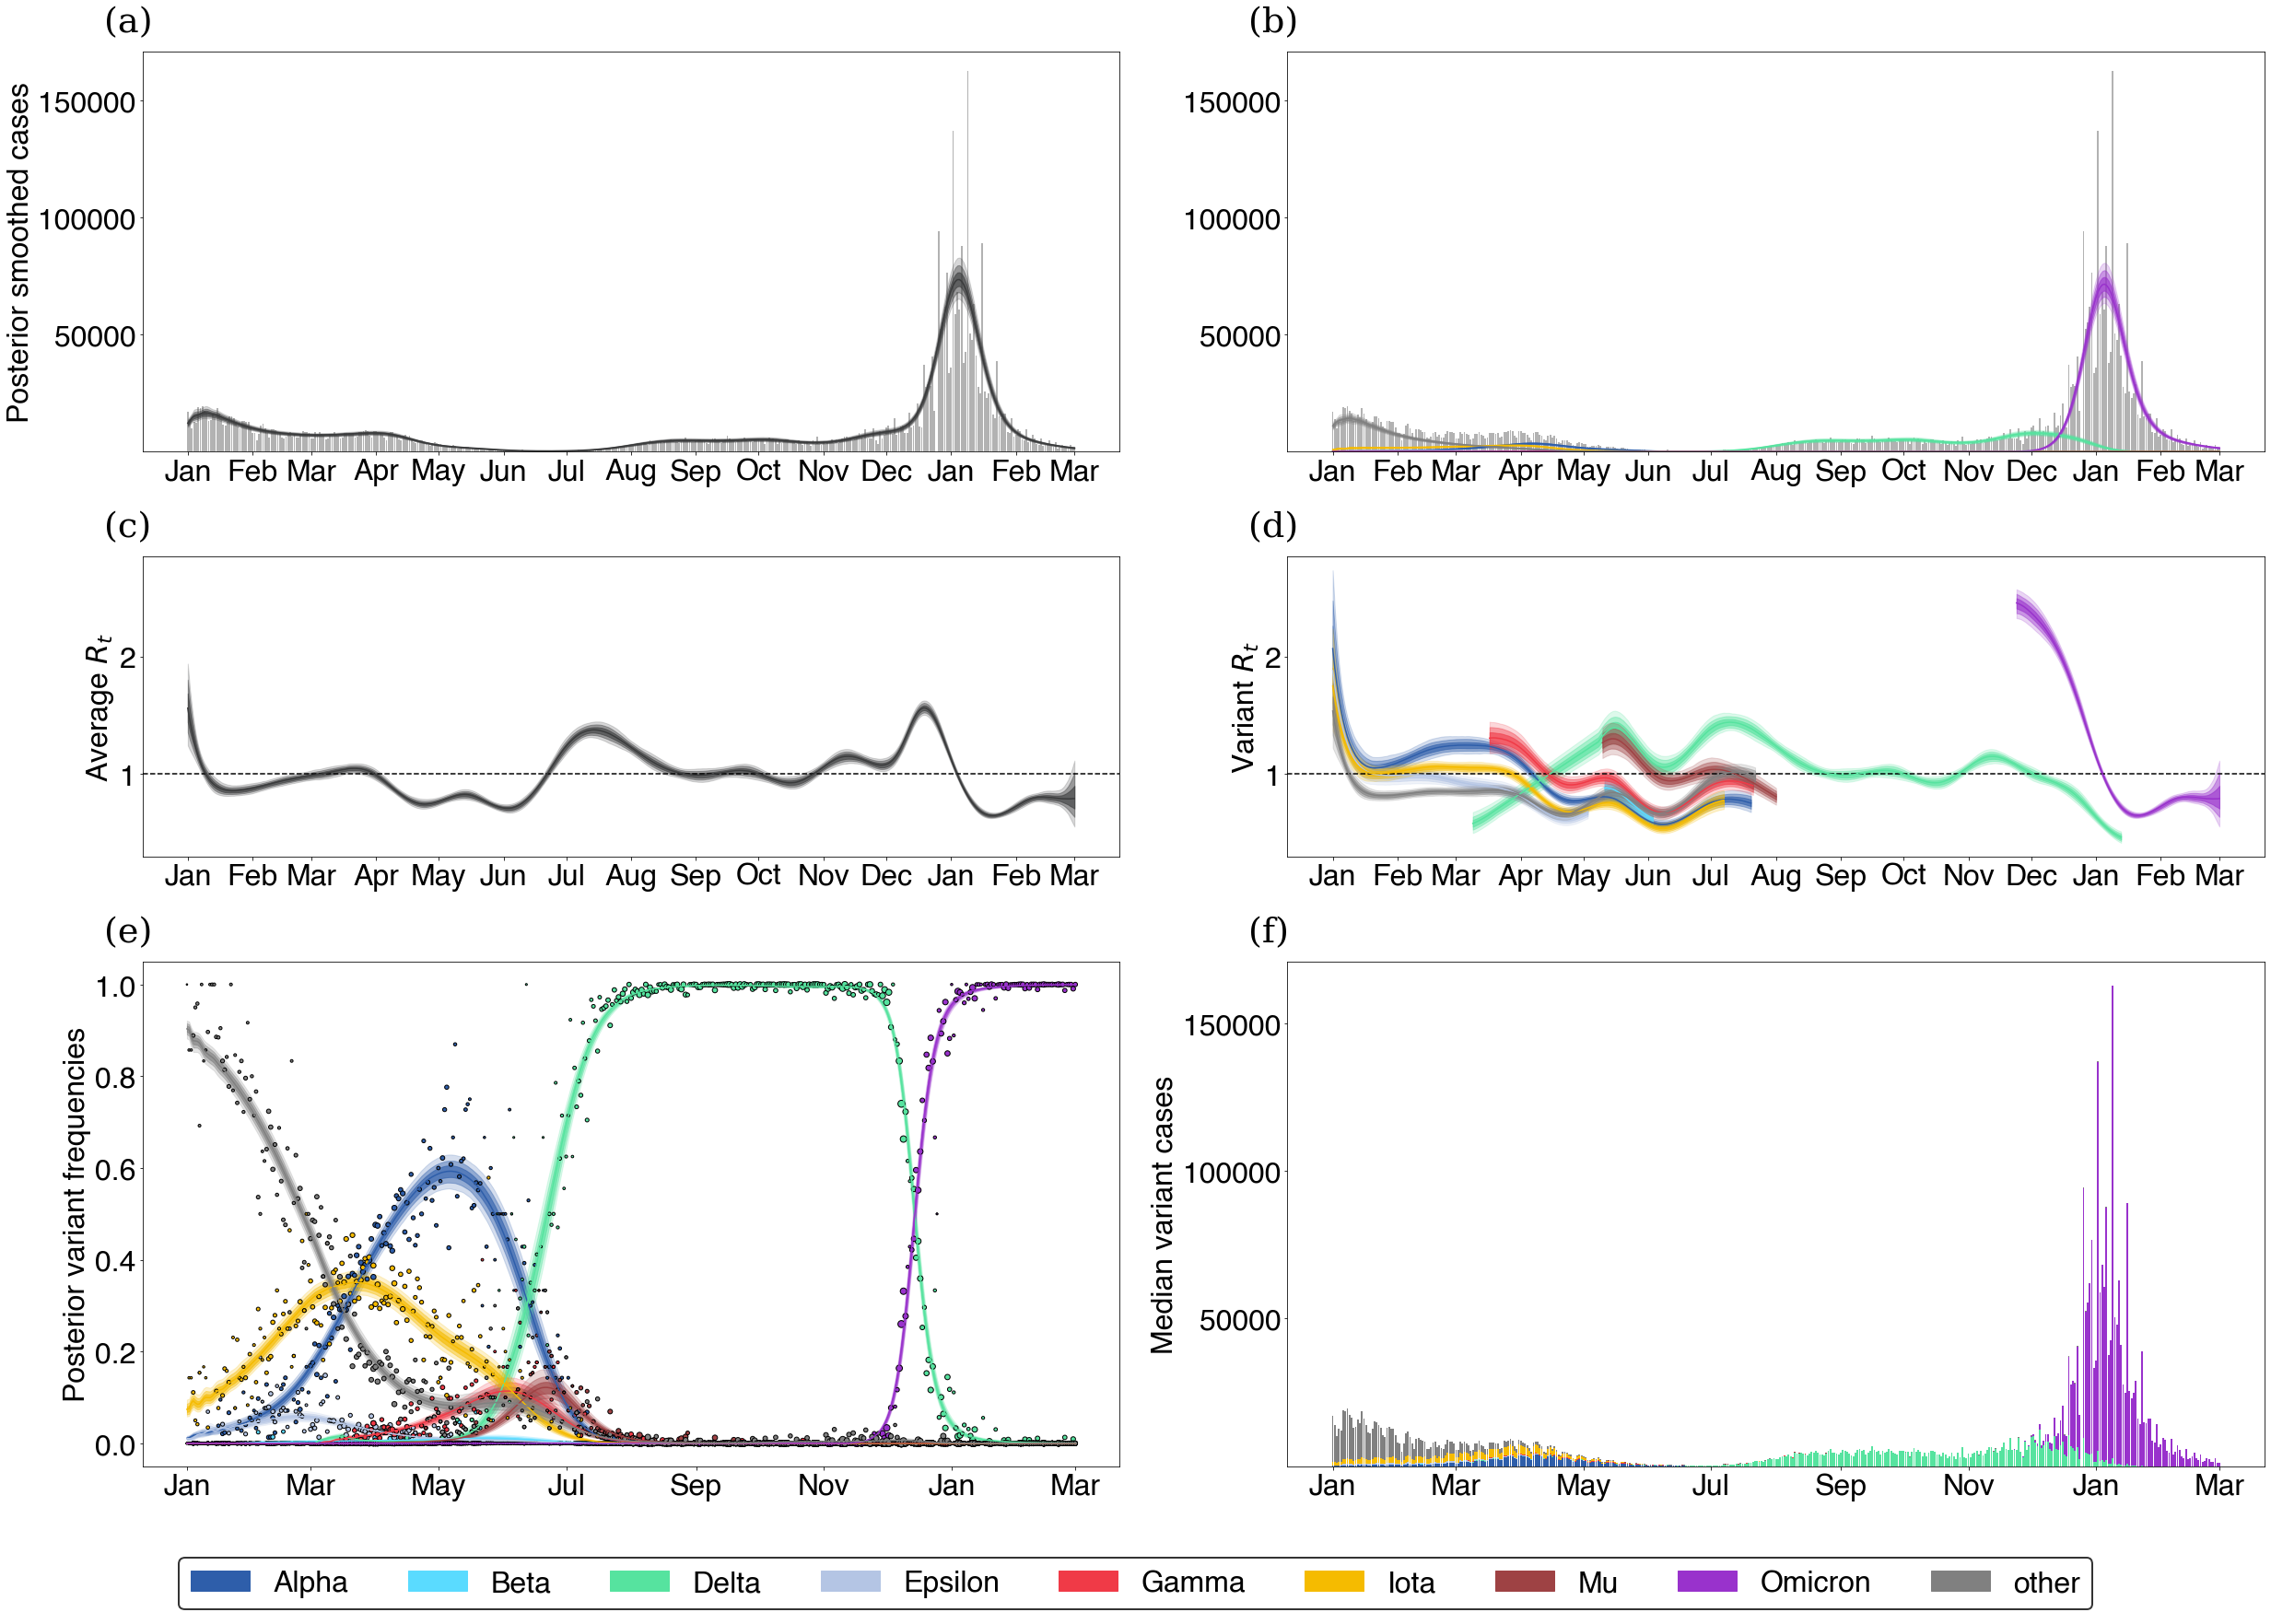 (a)
Posterior smoothed cases
150000
100000
50000
Jan Feb Mar Apr May Jun Jul Aug Sep Oct Nov Dec Jan Feb Mar
(b)
150000
100000
50000
Jan Feb Mar Apr May Jun Jul Aug Sep Oct Nov Dec Jan Feb Mar
(c)
Average Rt
2
1
Jan Feb Mar Apr May Jun Jul Aug Sep Oct Nov Dec Jan Feb Mar
(d)
Variant Rt
2
1
Jan Feb Mar Apr May Jun Jul Aug Sep Oct Nov Dec Jan Feb Mar
(e)
Posterior variant frequencies
1.0
0.8
0.6
0.4
0.2
0.0
Jan Mar May Jul Sep Nov Jan Mar
(f)
Median variant cases
150000
100000
50000
Jan Mar May Jul Sep Nov Jan Mar
Alpha Beta Delta Epsilon Gamma Iota Mu Omicron other